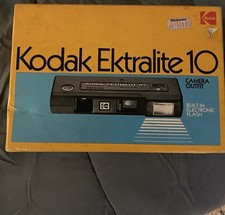 Kodak
Kodak Ektralite 10
CAMERA
OUTFIT
BUILT-IN
ELECTRONIC
FLASH